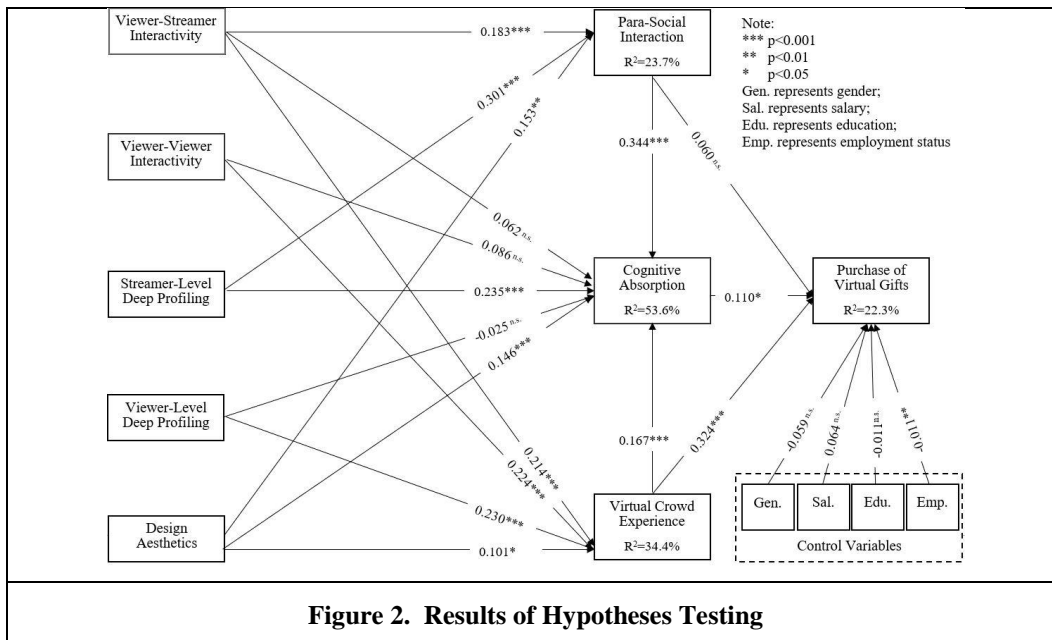 Viewer-Streamer
Interactivity
Para-Social
Interaction
R²=23.7%
Note:
*** p<0.001
** p<0.01
* p<0.05
Gen. represents gender;
Sal. represents salary;
Edu. represents education;
Emp. represents employment status
0.183***
0.301***
0.153**
Viewer-Viewer
Interactivity
0.344***
0.060 n.s.
0.062 n.s.
0.086 n.s.
Streamer-Level
Deep Profiling
0.235***
Cognitive
Absorption
R²=53.6%
0.110*
Purchase of
Virtual Gifts
R²=22.3%
-0.025 n.s.
0.146***
Viewer-Level
Deep Profiling
0.214***
0.224***
0.230***
0.167***
0.324***
-0.059 n.s.
0.064 n.s.
-0.011 n.s.
-0.110**
Design
Aesthetics
0.101*
Virtual Crowd
Experience
R²=34.4%
Gen.
Sal.
Edu.
Emp.
Control Variables
Figure 2. Results of Hypotheses Testing